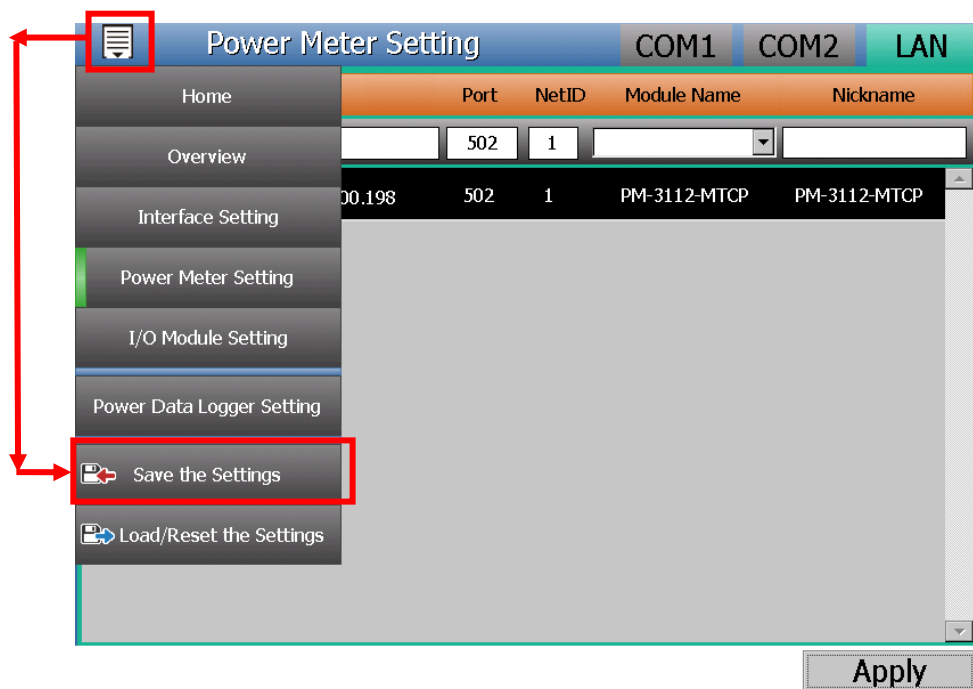 Power Meter Setting COM1 COM2 LAN
Home Port NetID Module Name Nickname
Overview 502 1
Interface Setting 00.198 502 1 PM-3112-MTCP PM-3112-MTCP
Power Meter Setting
I/O Module Setting
Power Data Logger Setting
Save the Settings
Load/Reset the Settings
Apply